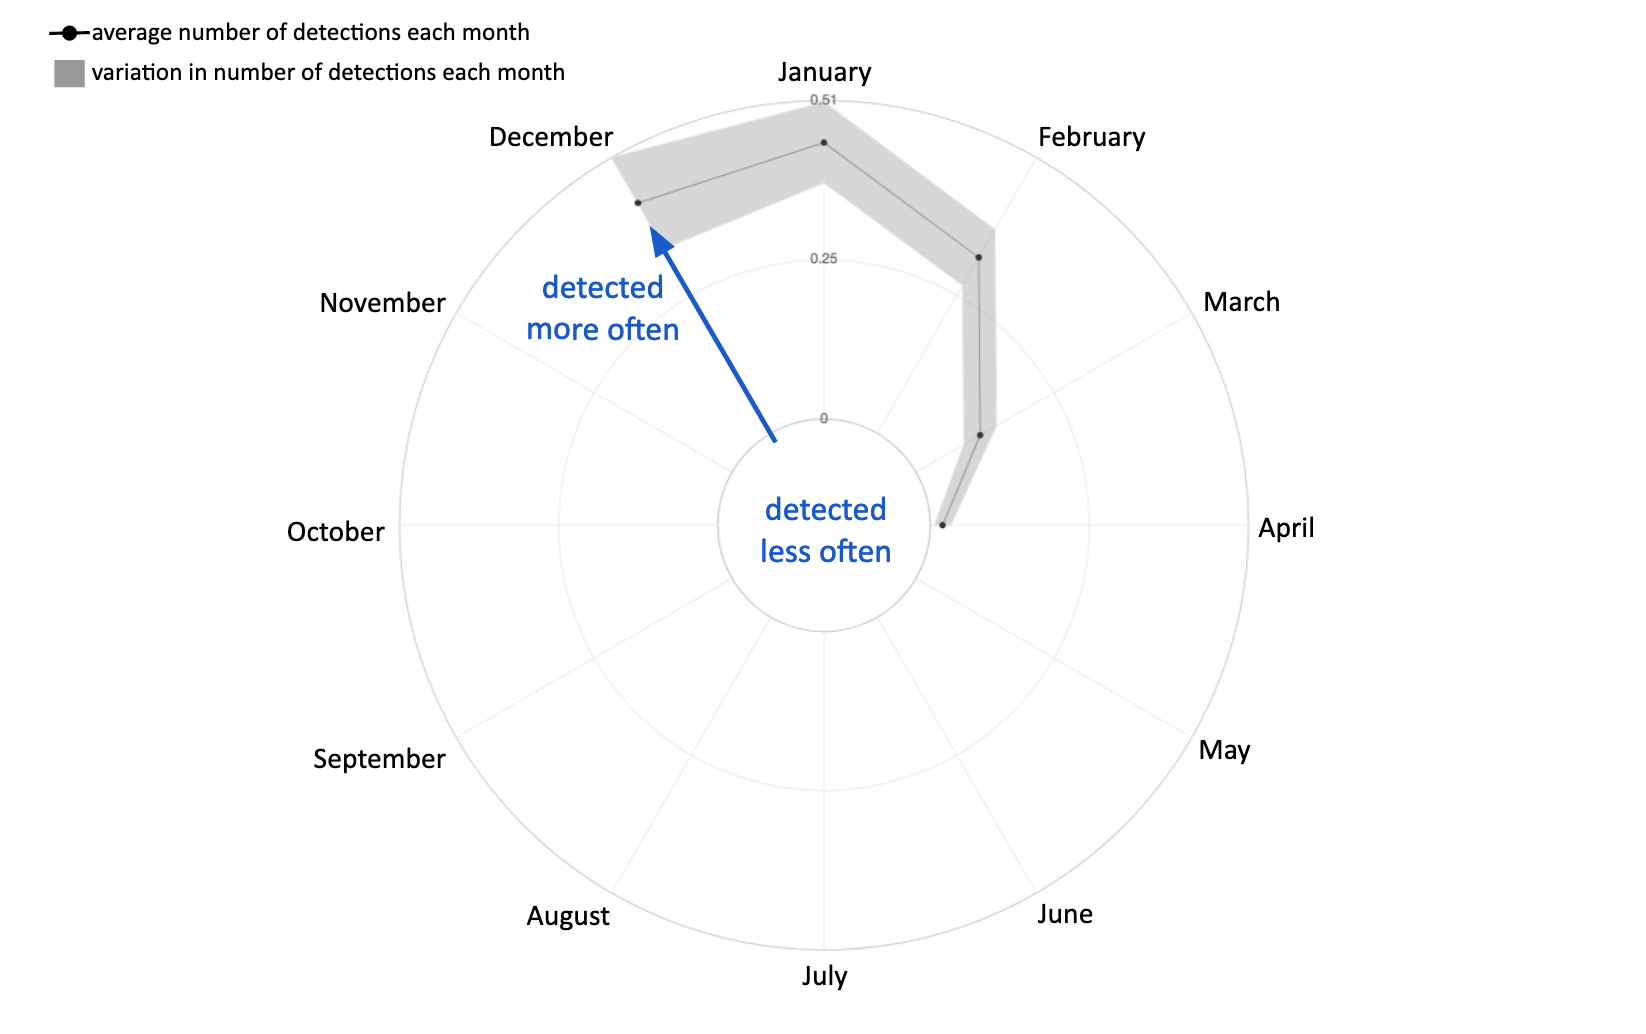 average number of detections each month
variation in number of detections each month
January
0.51
December
February
0.25
detected
more often
November
March
0
detected
less often
October
April
September
May
August
June
July